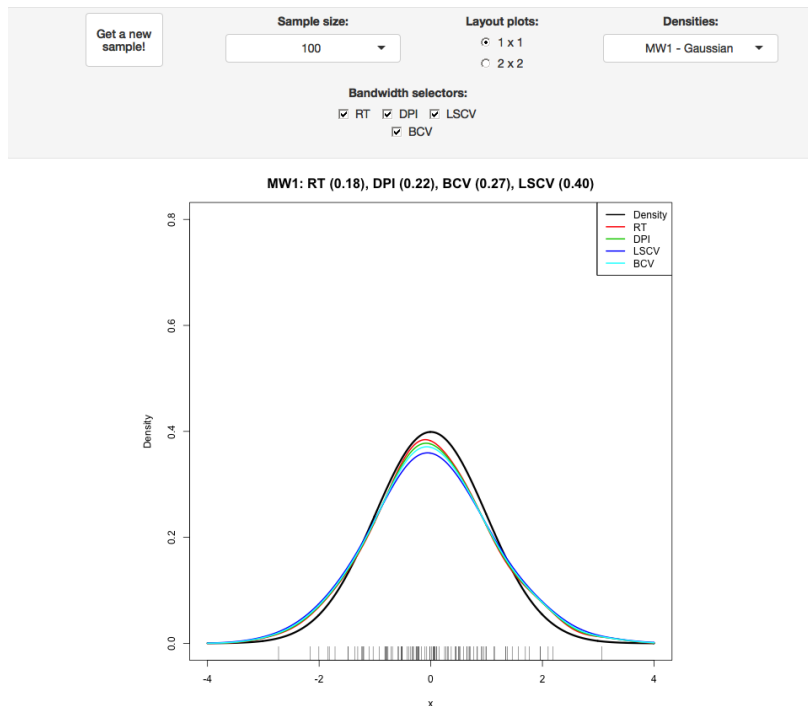 Get a new
sample!
Sample size:
100
Layout plots:
1 x 1
2 x 2
Densities:
MW1 - Gaussian
Bandwidth selectors:
RT DPI LSCV
BCV
MW1: RT (0.18), DPI (0.22), BCV (0.27), LSCV (0.40)
Density
RT
DPI
LSCV
BCV
0.8
0.6
0.4
0.2
0.0
Density
-4 -2 0 2 4
x